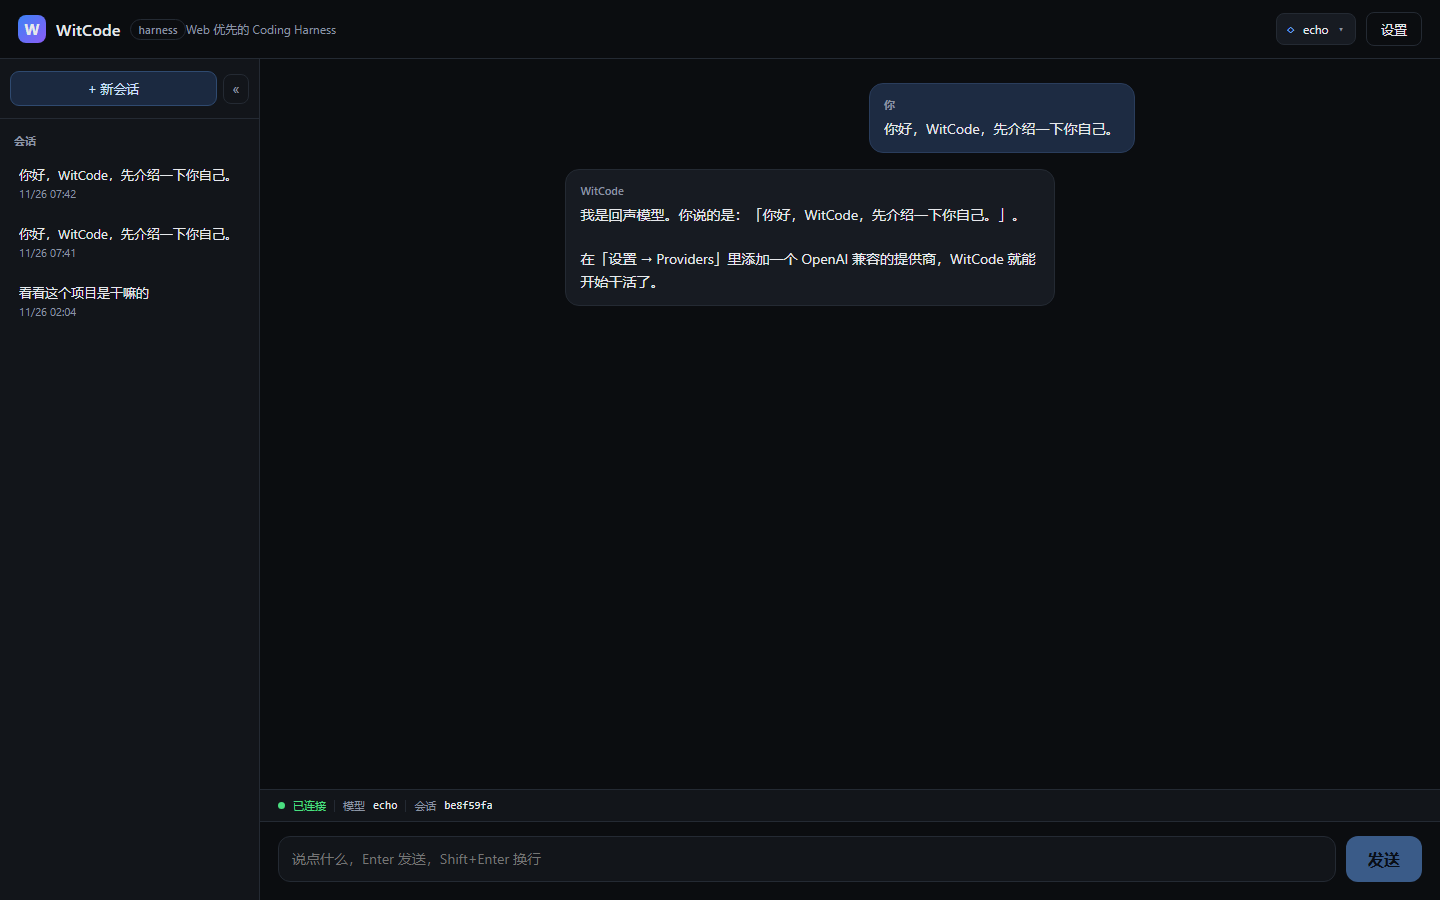 W WitCode harness Web 优先的 Coding Harness
◇ echo ▾ 设置
+ 新会话 «
会话
你好，WitCode，先介绍一下你自己。
11/26 07:42
你好，WitCode，先介绍一下你自己。
11/26 07:41
看看这个项目是干嘛的
11/26 02:04
你
你好，WitCode，先介绍一下你自己。
WitCode
我是回声模型。你说的是：「你好，WitCode，先介绍一下你自己。」。
在「设置 → Providers」里添加一个 OpenAI 兼容的提供商，WitCode 就能
开始干活了。
已连接 模型 echo 会话 be8f59fa
说点什么，Enter 发送，Shift+Enter 换行
发送